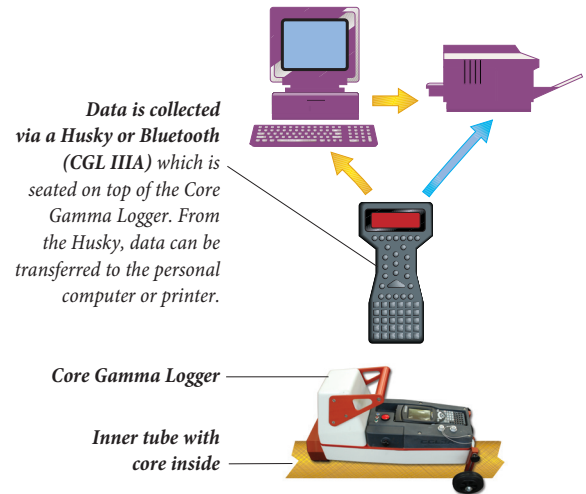 Data is collected
via a Husky or Bluetooth
(CGL IIIA) which is
seated on top of the Core
Gamma Logger. From
the Husky, data can be
transferred to the personal
computer or printer.
Core Gamma Logger
Inner tube with
core inside